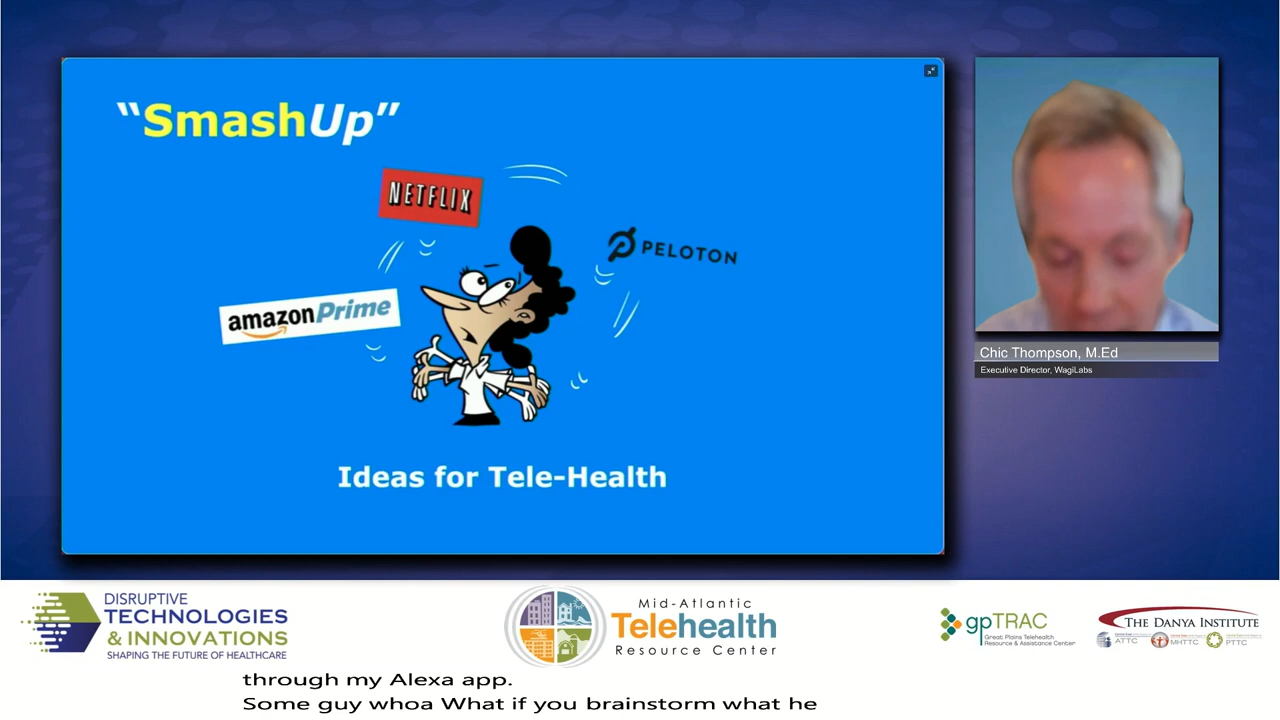 "SmashUp"
NETFLIX
PELOTON
amazonPrime
Ideas for Tele-Health
Chic Thompson, M.Ed
Executive Director, WagiLabs
DISRUPTIVE
TECHNOLOGIES
& INNOVATIONS
SHAPING THE FUTURE OF HEALTHCARE
Mid-Atlantic
Telehealth
Resource Center
gpTRAC
Great Plains Telehealth
Resource & Assistance Center
THE DANYA INSTITUTE
ATTC
MHTTC
PTTC
through my Alexa app.
Some guy whoa What if you brainstorm what he